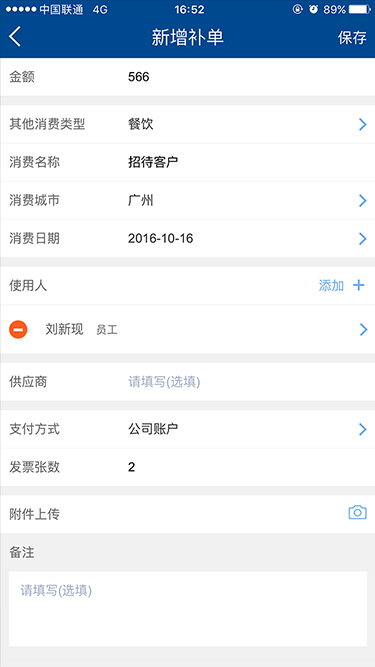 中国联通 4G 16:52 89%
新增补单 保存
金额 566
其他消费类型 餐饮
消费名称 招待客户
消费城市 广州
消费日期 2016-10-16
使用人 添加
刘新现 员工
供应商 请填写(选填)
支付方式 公司账户
发票张数 2
附件上传
备注
请填写(选填)